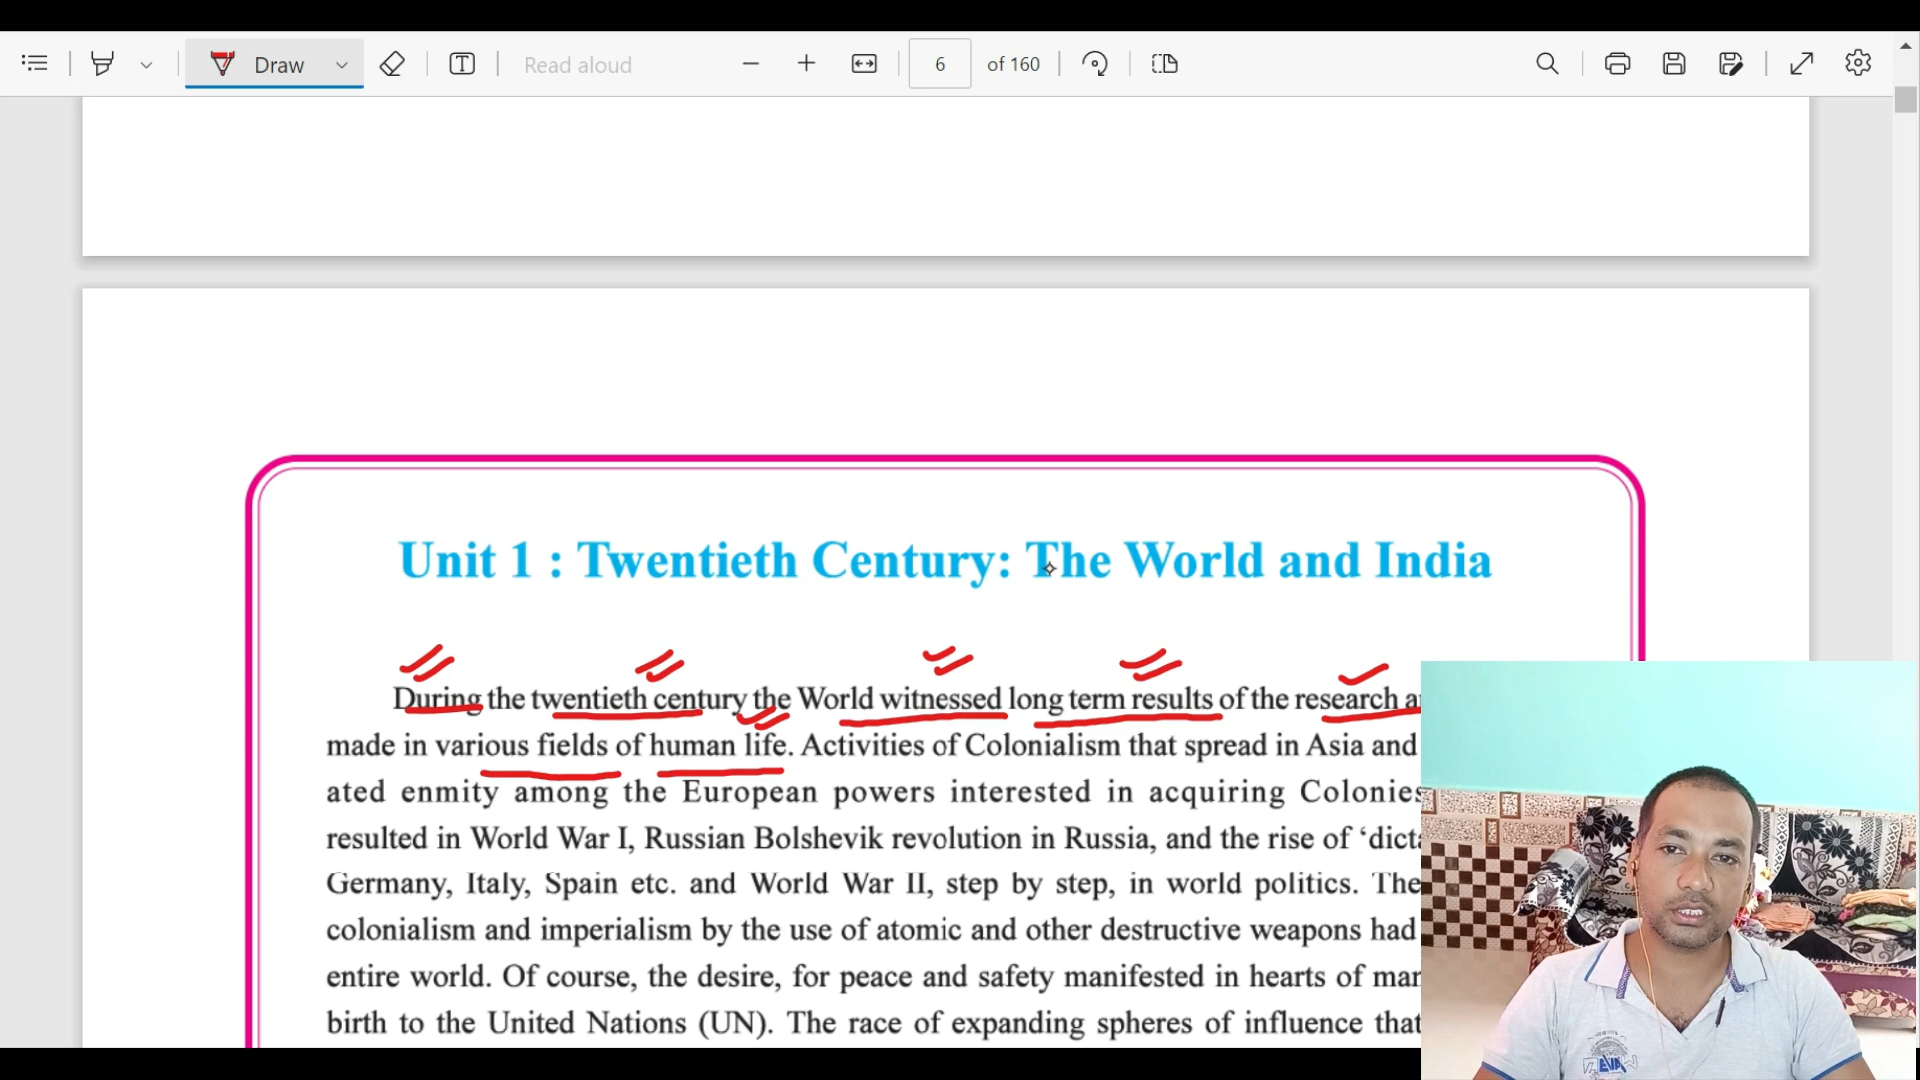 Draw
Read aloud
6 of 160
Unit 1 : Twentieth Century: The World and India
During the twentieth century the World witnessed long term results of the research
made in various fields of human life. Activities of Colonialism that spread in Asia and
ated enmity among the European powers interested in acquiring Colonies
resulted in World War I, Russian Bolshevik revolution in Russia, and the rise of ‘dict
Germany, Italy, Spain etc. and World War II, step by step, in world politics. The
colonialism and imperialism by the use of atomic and other destructive weapons had
entire world. Of course, the desire, for peace and safety manifested in hearts of
birth to the United Nations (UN). The race of expanding spheres of influence that